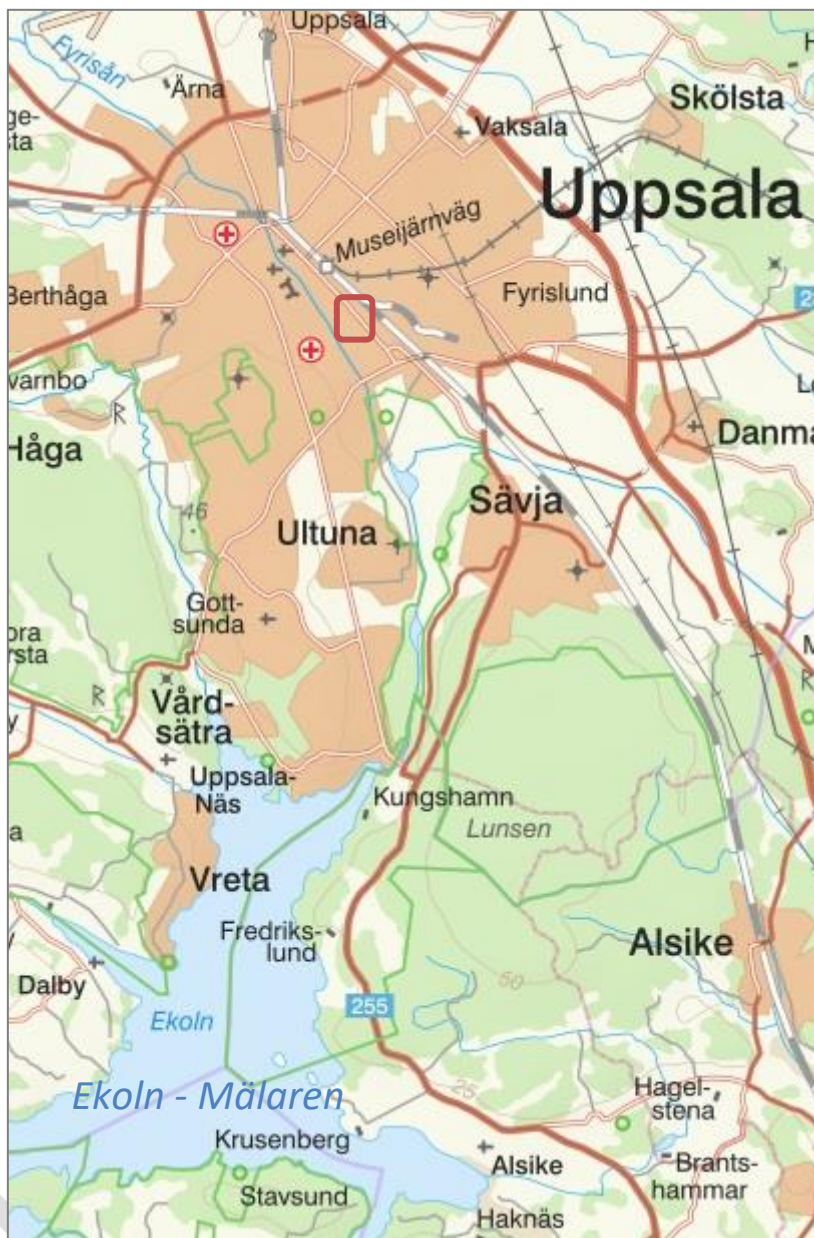 Uppsala
Fyrisån
Ärna
Skölsta
Vaksala
Uppsala
Museijärnväg
Berthåga
Fyrislund
Håga
Danma
Sävja
46
Ultuna
Gott-
sunda
Vård-
sätra
Uppsala-
Näs
Kungshamn
Lunsen
Vreta
Fredriks-
lund
Alsike
Dalby
50
255
Ekoln
Ekoln - Mälaren
25
Hagel-
stena
Krusenberg
Alsike
Brants-
hammar
Stavsund
Haknäs